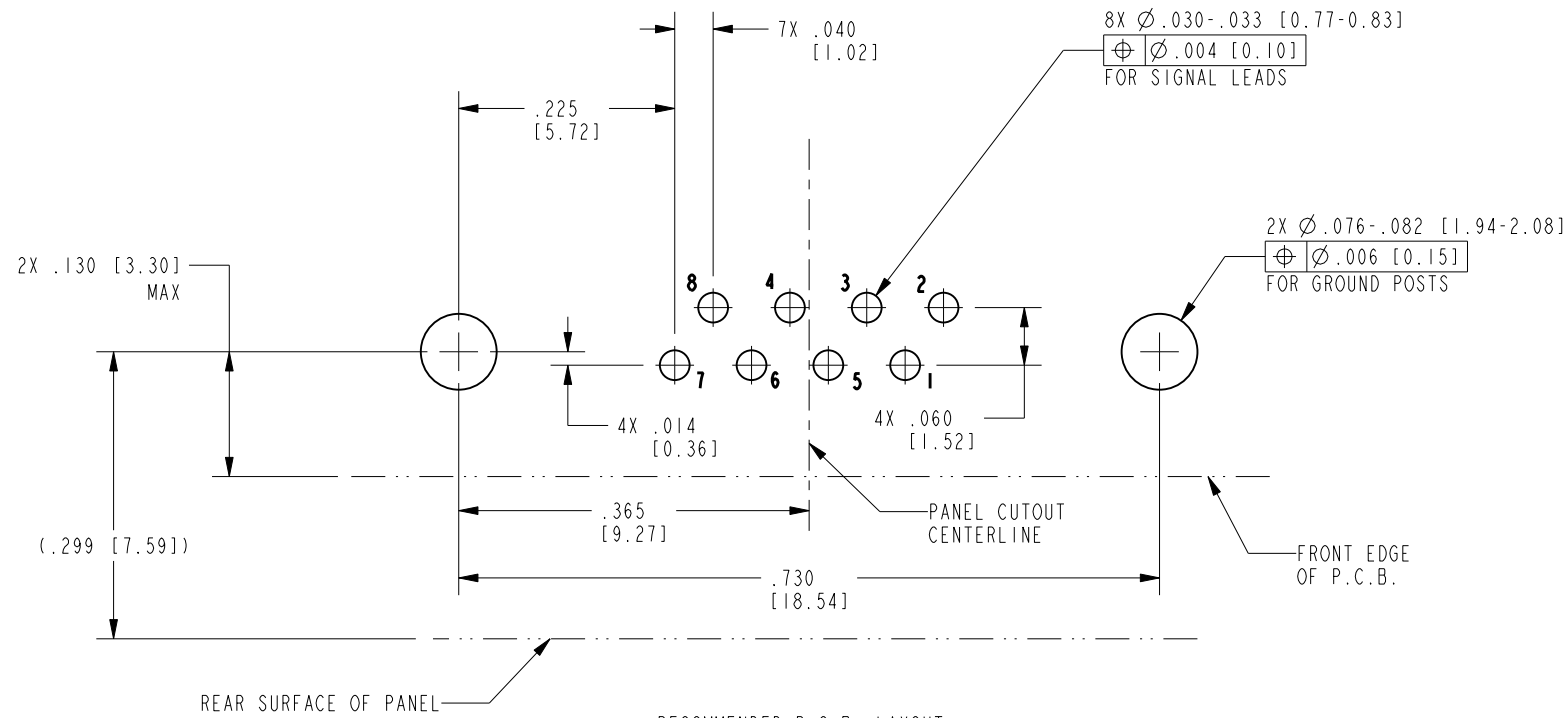 7X .040
[1.02]
8X Ø.030-.033 [0.77-0.83]
⌖ Ø.004 [0.10]
FOR SIGNAL LEADS
.225
[5.72]
2X Ø.076-.082 [1.94-2.08]
⌖ Ø.006 [0.15]
FOR GROUND POSTS
2X .130 [3.30]
MAX
8 4 3 2
7 6 5 1
4X .014
[0.36]
4X .060
[1.52]
.365
[9.27]
PANEL CUTOUT
CENTERLINE
(.299 [7.59])
FRONT EDGE
OF P.C.B.
.730
[18.54]
REAR SURFACE OF PANEL
RECOMMENDED P.C.B. LAYOUT